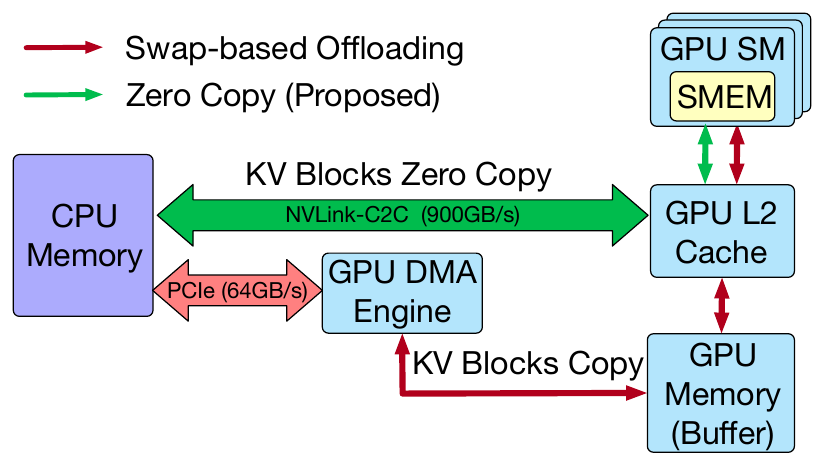 Swap-based Offloading
Zero Copy (Proposed)
GPU SM
SMEM
KV Blocks Zero Copy
NVLink-C2C (900GB/s)
CPU
Memory
GPU L2
Cache
PCIe (64GB/s)
GPU DMA
Engine
KV Blocks Copy
GPU
Memory
(Buffer)